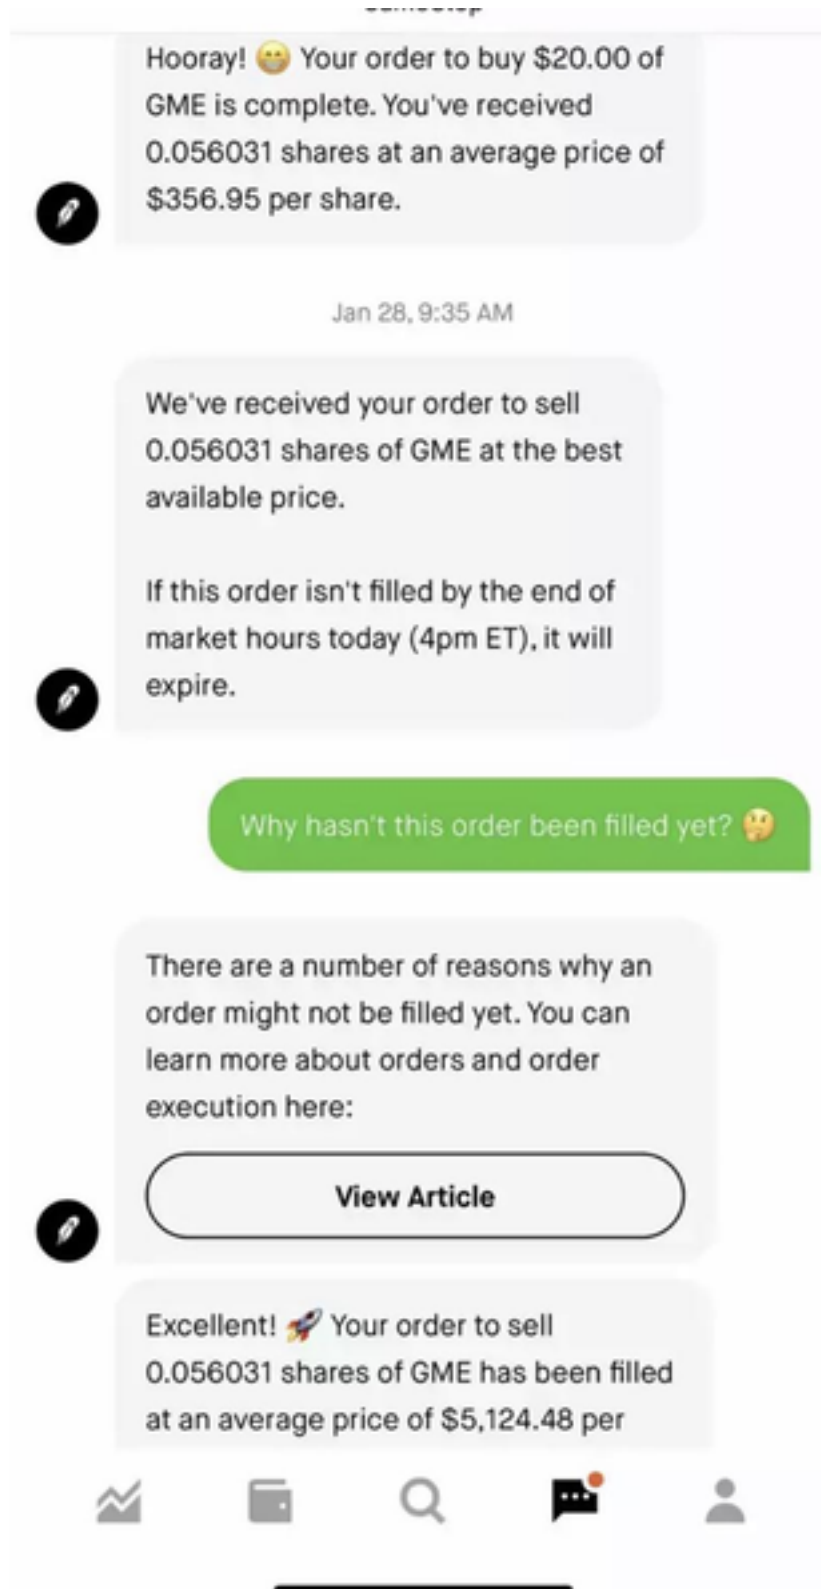 Hooray! 😁 Your order to buy $20.00 of
GME is complete. You've received
0.056031 shares at an average price of
$356.95 per share.
Jan 28, 9:35 AM
We've received your order to sell
0.056031 shares of GME at the best
available price.
If this order isn't filled by the end of
market hours today (4pm ET), it will
expire.
Why hasn't this order been filled yet? 🤔
There are a number of reasons why an
order might not be filled yet. You can
learn more about orders and order
execution here:
View Article
Excellent! 🚀 Your order to sell
0.056031 shares of GME has been filled
at an average price of $5,124.48 per